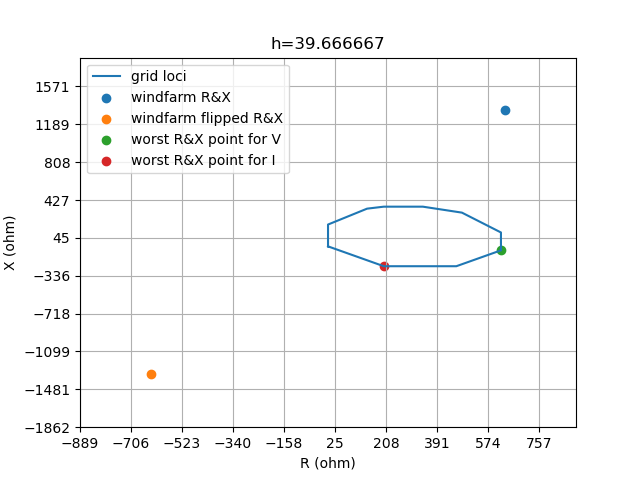 h=39.666667
grid loci
windfarm R&X
windfarm flipped R&X
worst R&X point for V
worst R&X point for I
X (ohm)
1571
1189
808
427
45
−336
−718
−1099
−1481
−1862
−889 −706 −523 −340 −158 25 208 391 574 757
R (ohm)